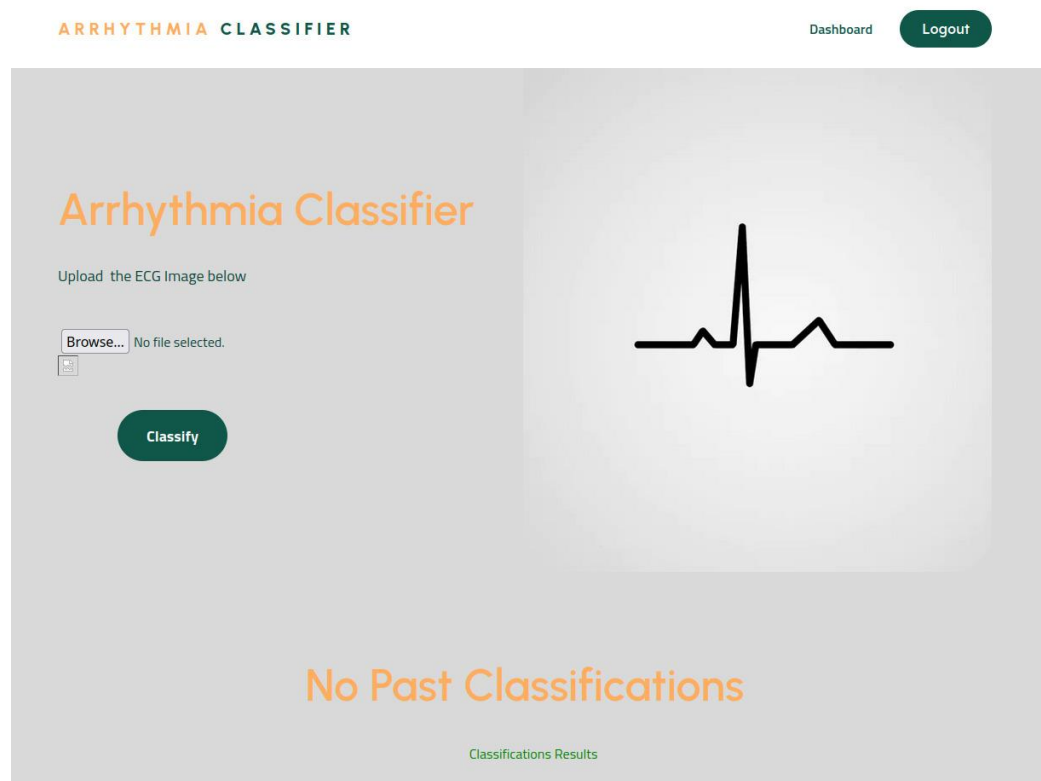 ARRHYTHMIA CLASSIFIER
Dashboard
Logout
Arrhythmia Classifier
Upload the ECG Image below
Browse... No file selected.
Classify
No Past Classifications
Classifications Results